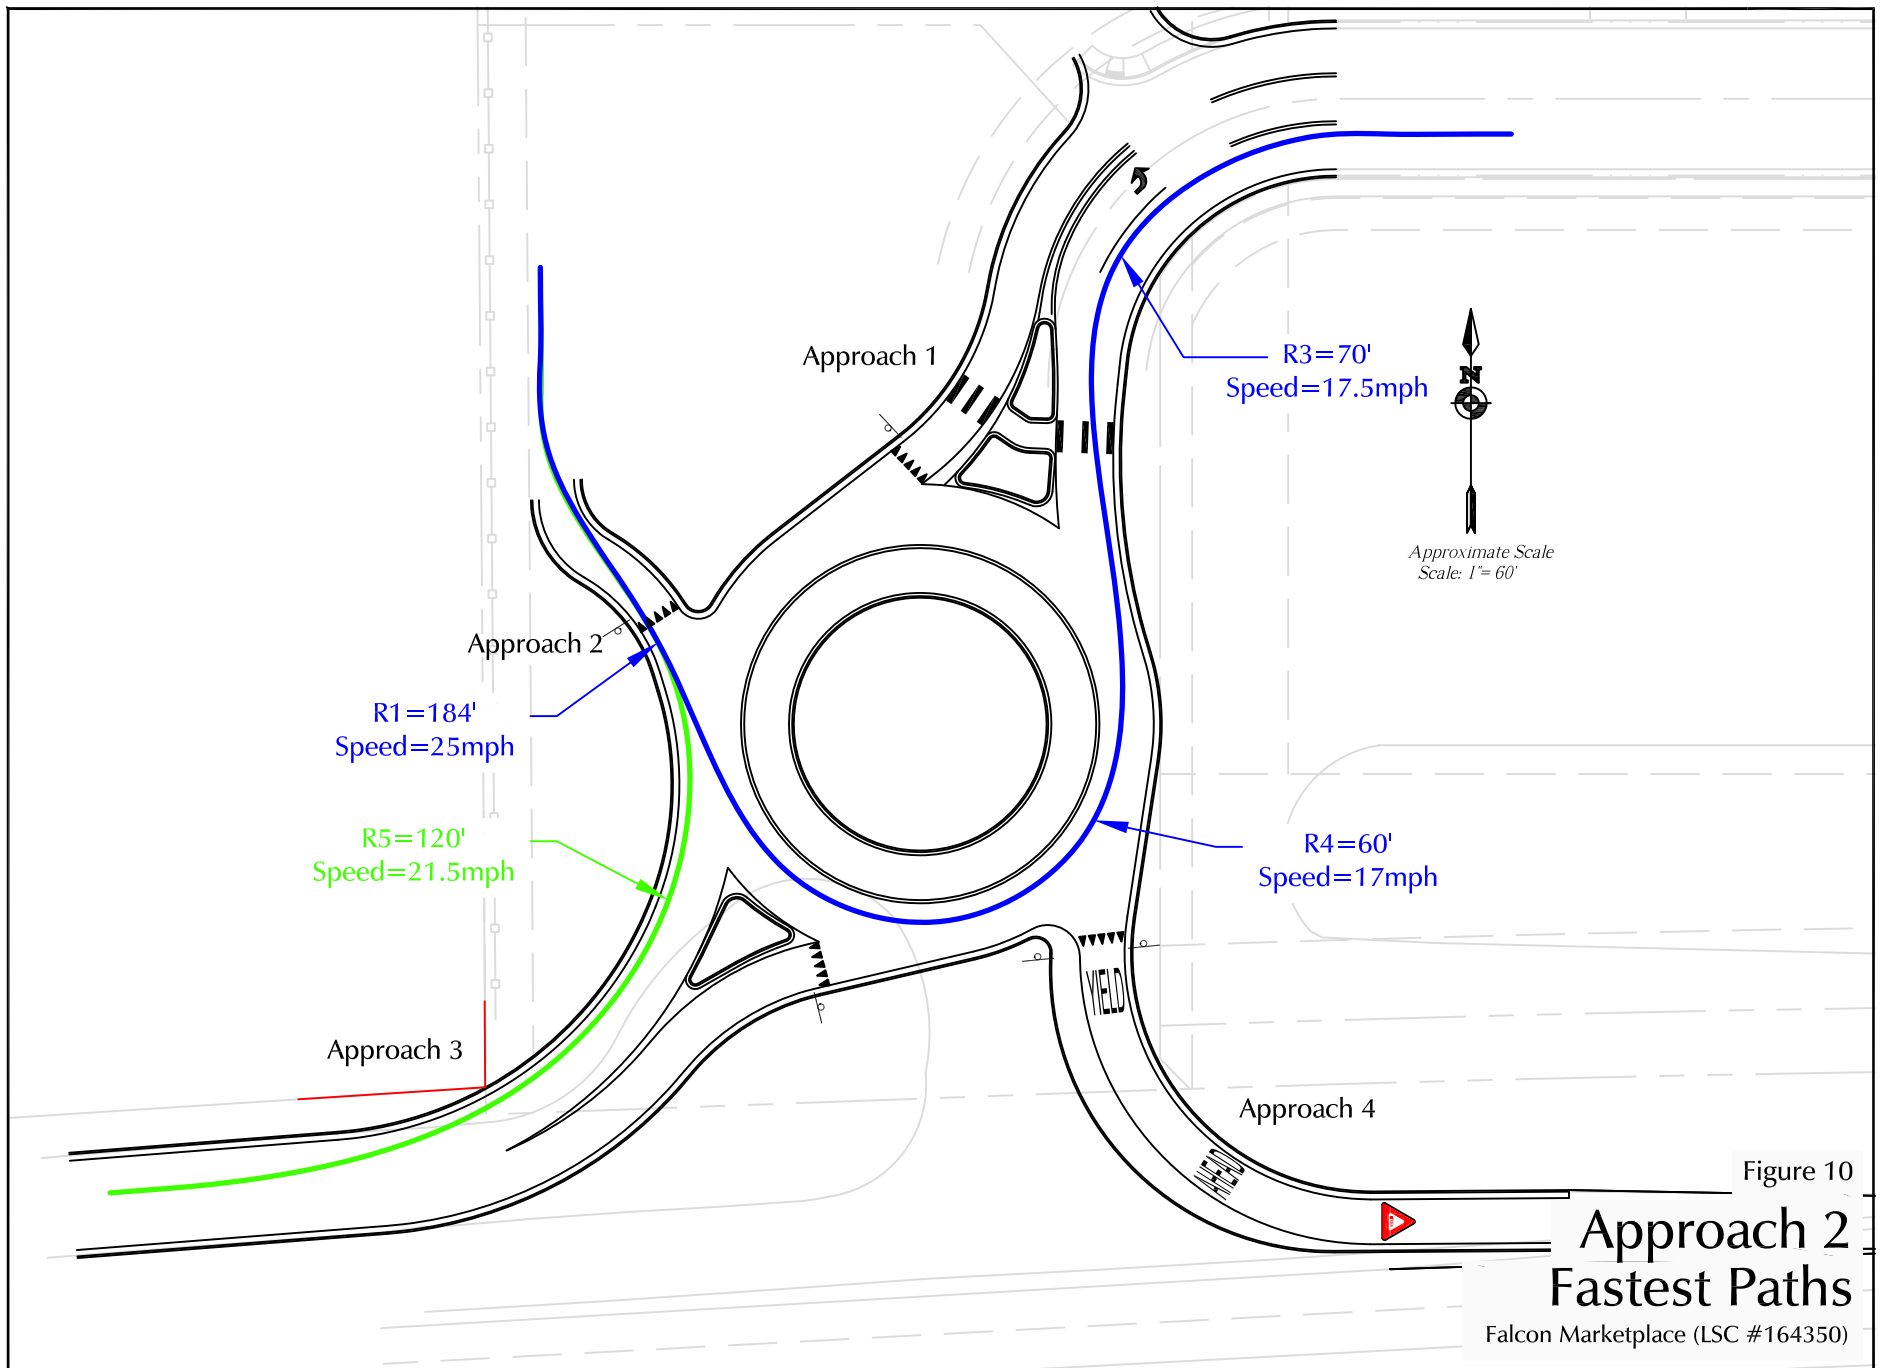 Approach 1
R3=70'
Speed=17.5mph
N
Approximate Scale
Scale: 1"= 60'
Approach 2
R1=184'
Speed=25mph
R5=120'
Speed=21.5mph
R4=60'
Speed=17mph
YIELD
Approach 3
Approach 4
Figure 10
Approach 2
Fastest Paths
Falcon Marketplace (LSC #164350)